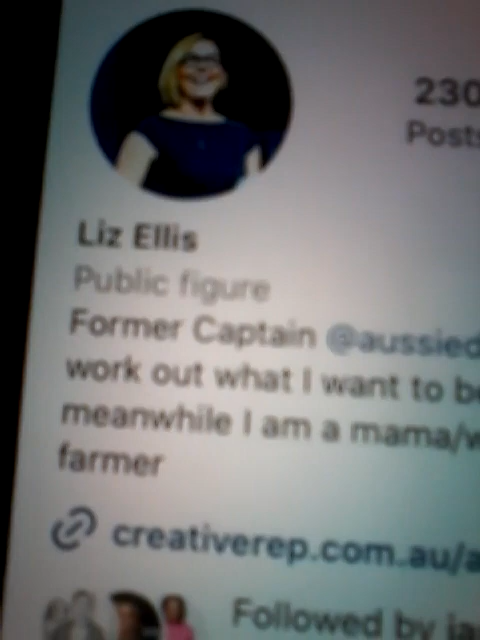 230
Posts
Liz Ellis
Public figure
Former Captain @aussied
work out what I want to be
meanwhile I am a mama/w
farmer
creativerep.com.au/a
Followed by ja